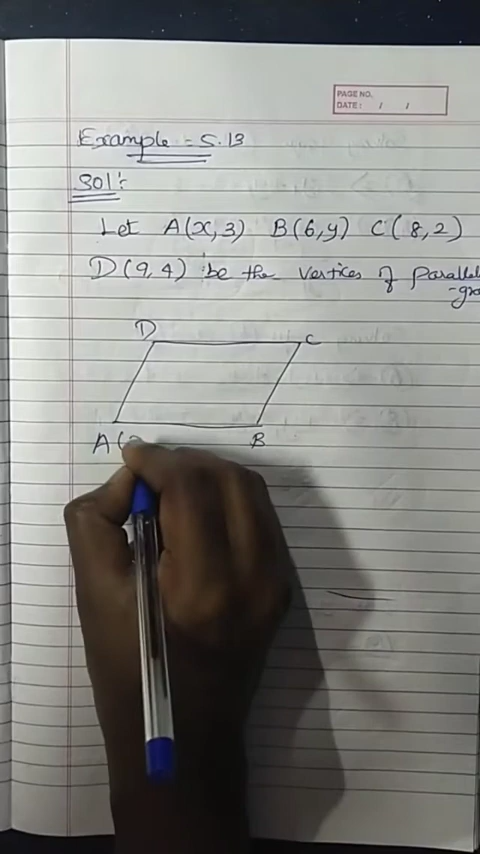 PAGE NO.
DATE: / /
Example = 5.13
Sol:
Let A(x, 3) B(6, y) C(8, 2)
D(9, 4) be the vertices of Parallel
-gra
D C
A( B